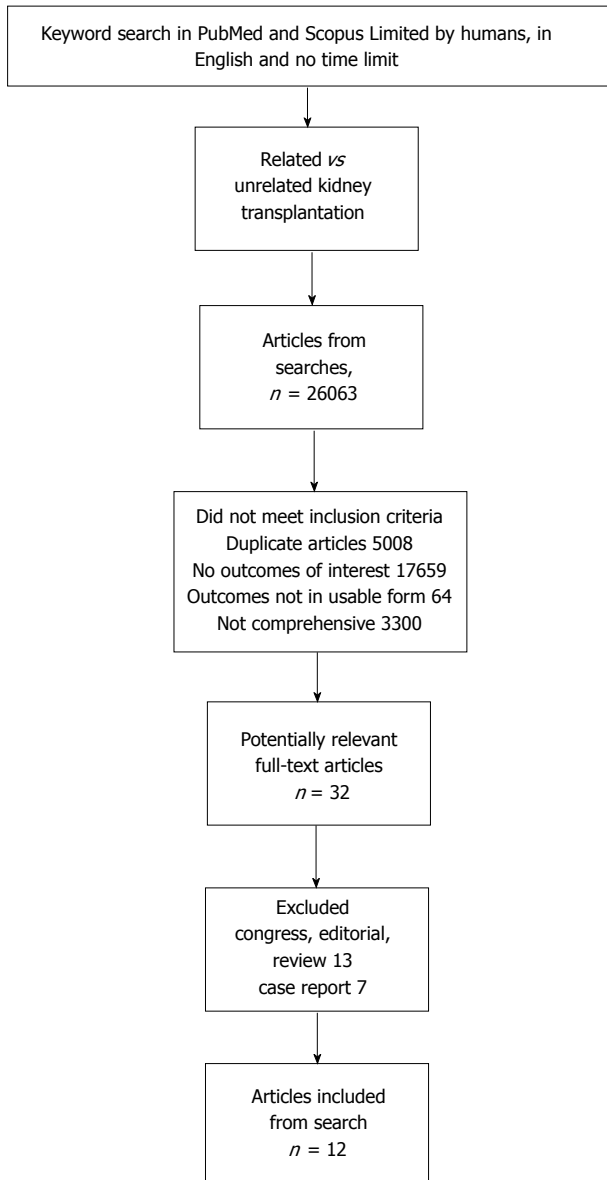 Keyword search in PubMed and Scopus Limited by humans, in
English and no time limit
Related vs
unrelated kidney
transplantation
Articles from
searches,
n = 26063
Did not meet inclusion criteria
Duplicate articles 5008
No outcomes of interest 17659
Outcomes not in usable form 64
Not comprehensive 3300
Potentially relevant
full-text articles
n = 32
Excluded
congress, editorial,
review 13
case report 7
Articles included
from search
n = 12